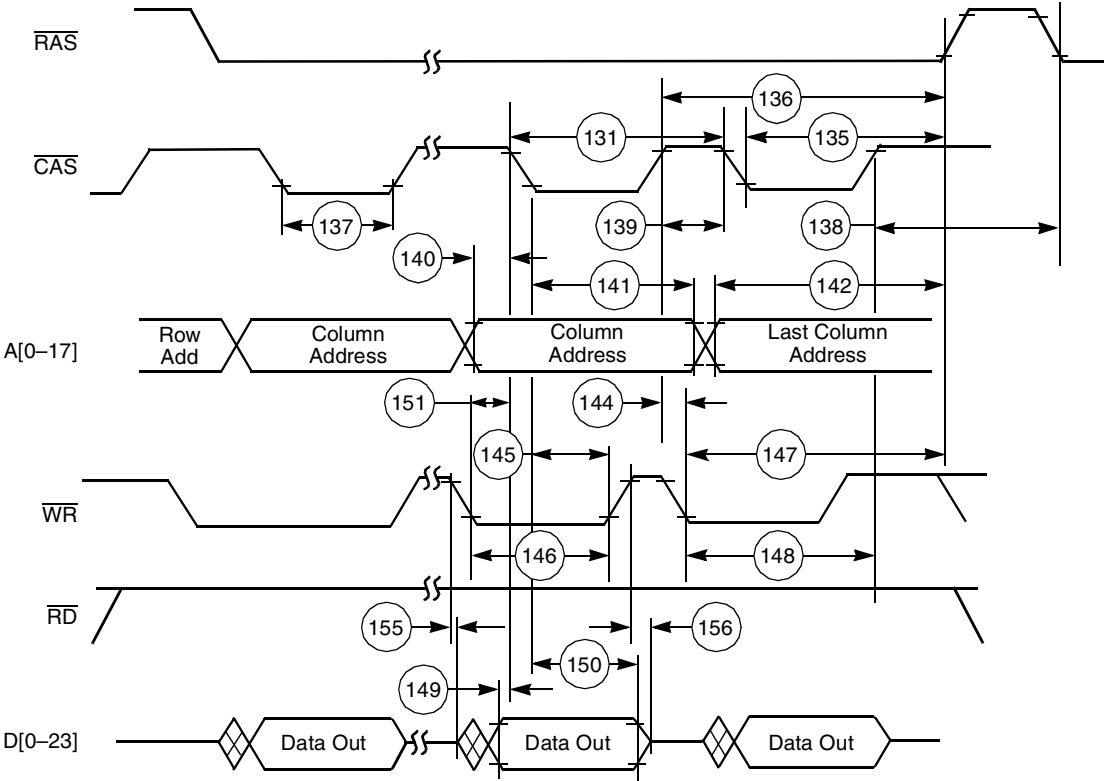 RAS
136
131
135
CAS
137
139
138
140
141
142
A[0–17]
Row
Add
Column
Address
Column
Address
Last Column
Address
151
144
145
147
WR
146
148
RD
155
156
150
149
D[0–23]
Data Out
Data Out
Data Out